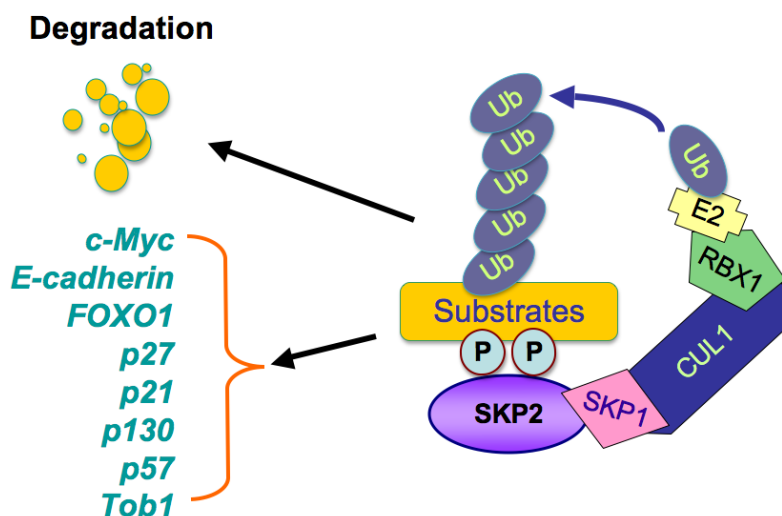 Degradation
c-Myc
E-cadherin
FOXO1
p27
p21
p130
p57
Tob1
Ub
Ub
Ub
Ub
Ub
Substrates
P P
SKP2
Ub
E2
RBX1
CUL1
SKP1